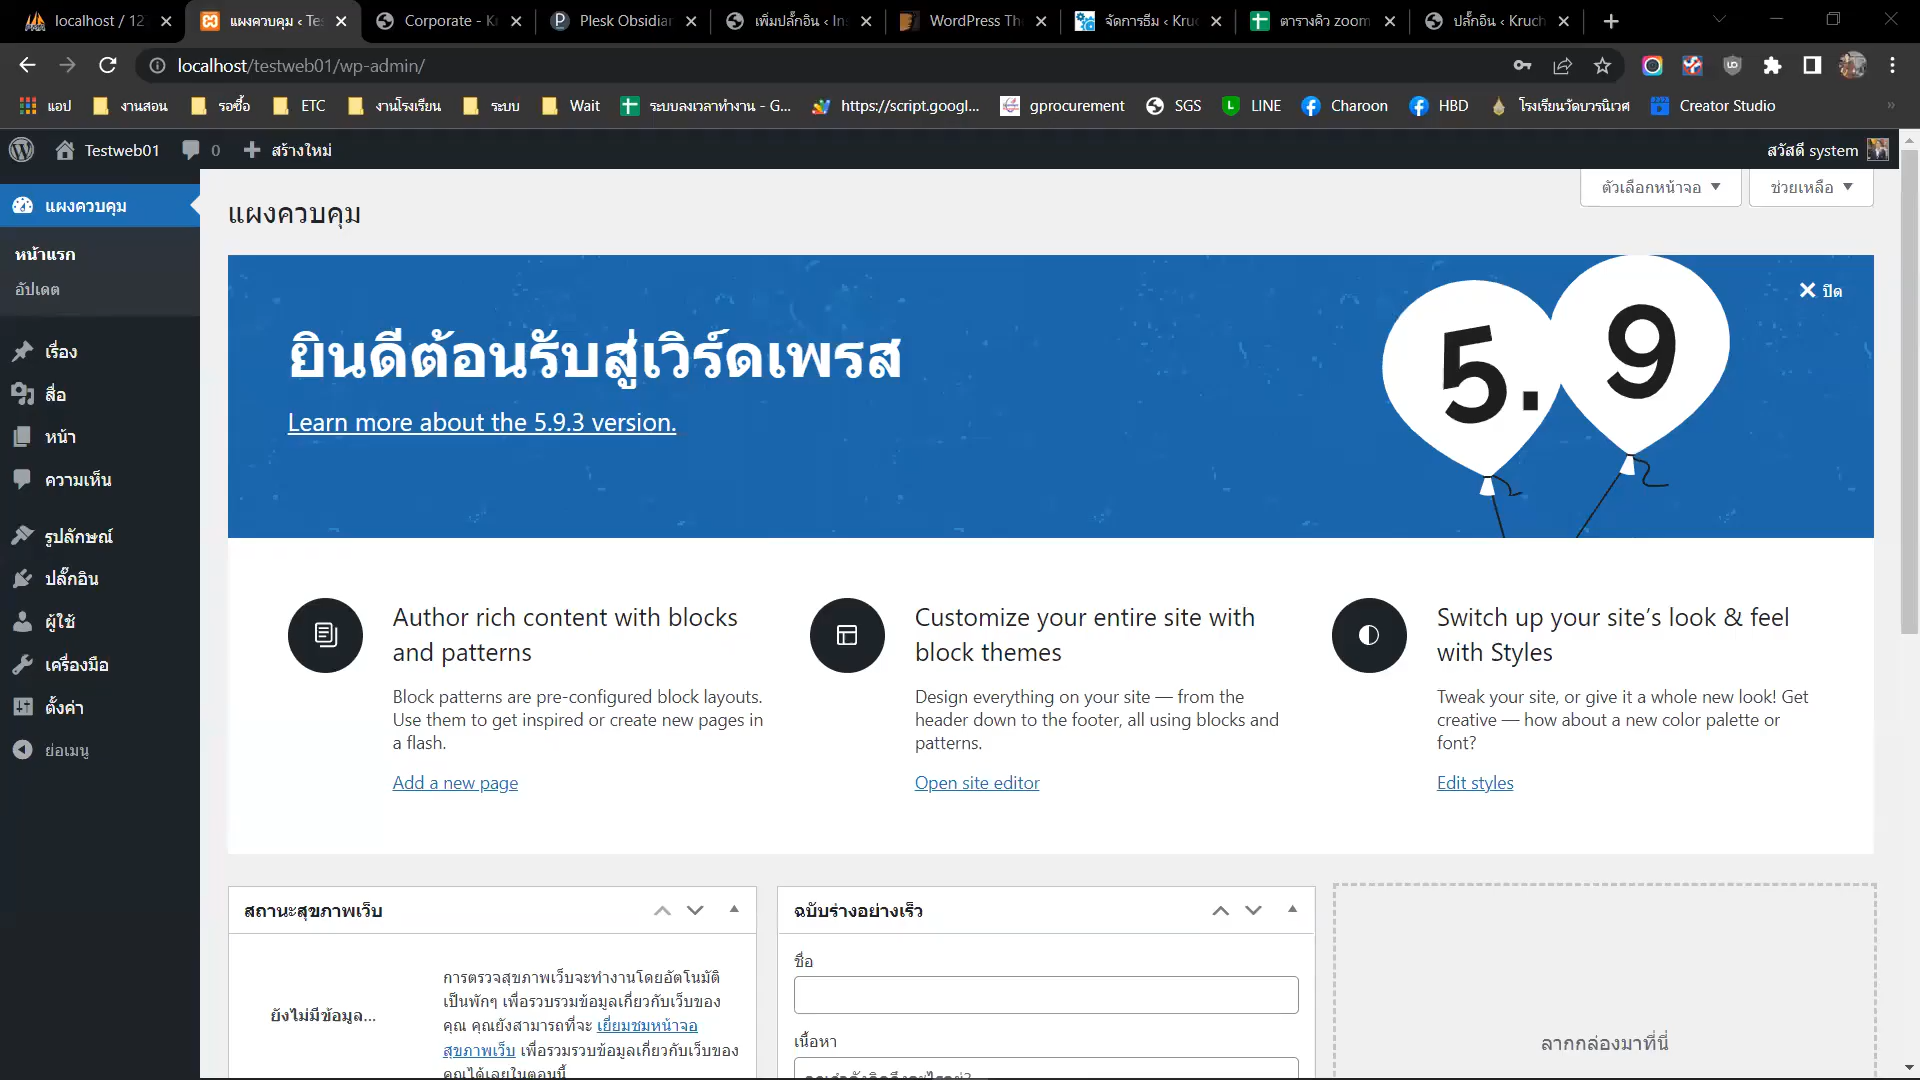 localhost / 12
แผงควบคุม ‹ Tes
Corporate - Kr
Plesk Obsidian
เพิ่มปลั๊กอิน ‹ In
WordPress Th
จัดการธีม ‹ Kruc
ตารางคิว zoom
ปลั๊กอิน ‹ Kruch
localhost/testweb01/wp-admin/
แอป
งานสอน
รอซื้อ
ETC
งานโรงเรียน
ระบบ
Wait
ระบบลงเวลาทำงาน - G...
https://script.googl...
gprocurement
SGS
LINE
Charoon
HBD
โรงเรียนวัดบวรนิเวศ
Creator Studio
Testweb01
0
สร้างใหม่
สวัสดี system
แผงควบคุม
หน้าแรก
อัปเดต
เรื่อง
สื่อ
หน้า
ความเห็น
รูปลักษณ์
ปลั๊กอิน
ผู้ใช้
เครื่องมือ
ตั้งค่า
ย่อเมนู
ตัวเลือกหน้าจอ
ช่วยเหลือ
แผงควบคุม
ปิด
ยินดีต้อนรับสู่เวิร์ดเพรส
Learn more about the 5.9.3 version.
5.9
Author rich content with blocks
and patterns
Block patterns are pre-configured block layouts.
Use them to get inspired or create new pages in
a flash.
Add a new page
Customize your entire site with
block themes
Design everything on your site — from the
header down to the footer, all using blocks and
patterns.
Open site editor
Switch up your site’s look & feel
with Styles
Tweak your site, or give it a whole new look! Get
creative — how about a new color palette or
font?
Edit styles
สถานะสุขภาพเว็บ
ยังไม่มีข้อมูล...
การตรวจสุขภาพเว็บจะทำงานโดยอัตโนมัติ
เป็นพักๆ เพื่อรวบรวมข้อมูลเกี่ยวกับเว็บของ
คุณ คุณยังสามารถที่จะ เยี่ยมชมหน้าจอ
สุขภาพเว็บ เพื่อรวมรวบข้อมูลเกี่ยวกับเว็บของ
คุณได้เลยในตอนนี้
ฉบับร่างอย่างเร็ว
ชื่อ
เนื้อหา
ลากกล่องมาที่นี่